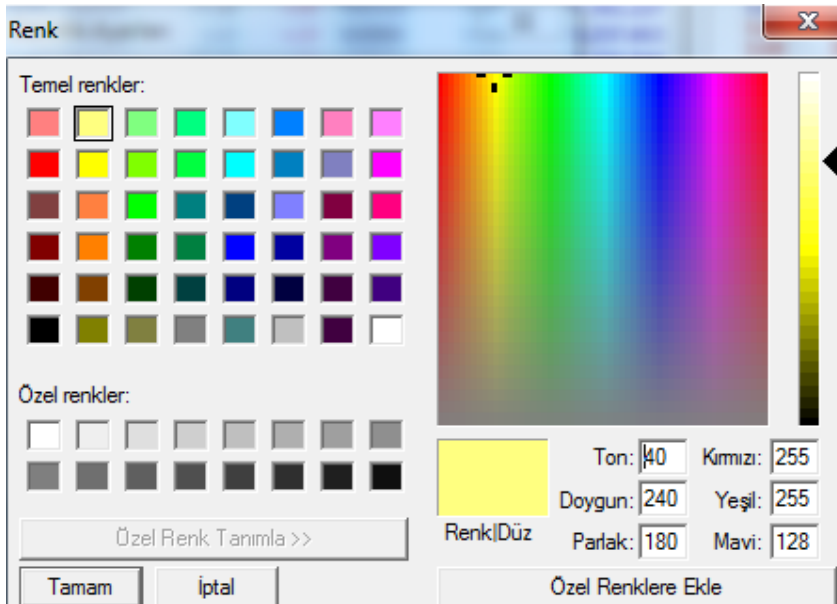 Renk
Temel renkler:
Özel renkler:
Özel Renk Tanımla >>
Tamam
İptal
Renk|Düz
Ton: 40
Kırmızı: 255
Doygun: 240
Yeşil: 255
Parlak: 180
Mavi: 128
Özel Renklere Ekle